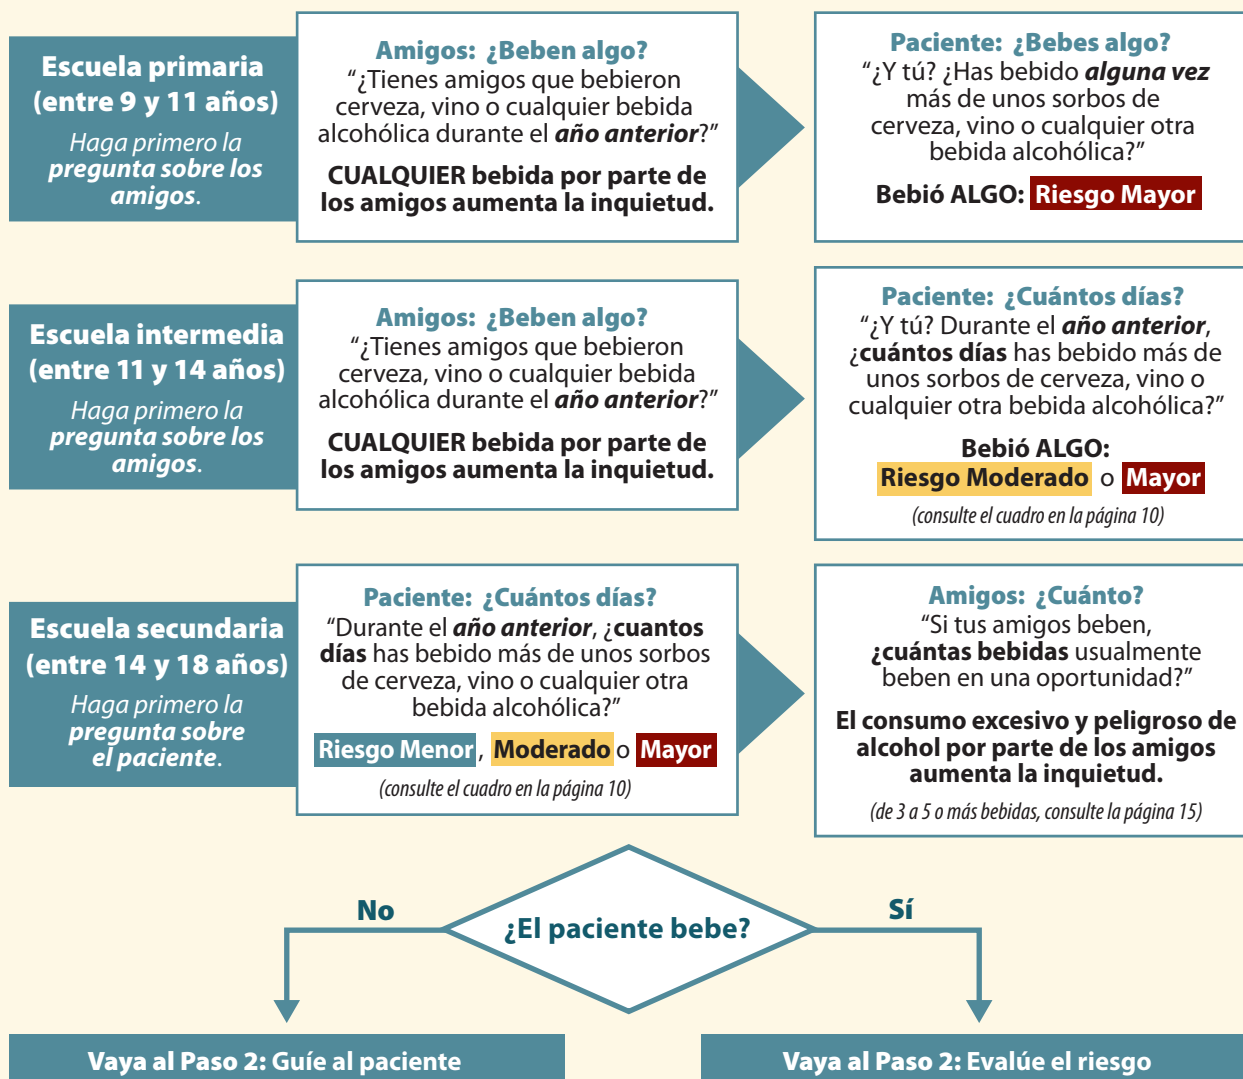 Escuela primaria
(entre 9 y 11 años)
Haga primero la
pregunta sobre los
amigos.
Amigos: ¿Beben algo?
“¿Tienes amigos que bebieron
cerveza, vino o cualquier bebida
alcohólica durante el año anterior?”
CUALQUIER bebida por parte de
los amigos aumenta la inquietud.
Paciente: ¿Bebes algo?
“¿Y tú? ¿Has bebido alguna vez
más de unos sorbos de
cerveza, vino o cualquier otra
bebida alcohólica?”
Bebió ALGO: Riesgo Mayor
Escuela intermedia
(entre 11 y 14 años)
Haga primero la
pregunta sobre los
amigos.
Amigos: ¿Beben algo?
“¿Tienes amigos que bebieron
cerveza, vino o cualquier bebida
alcohólica durante el año anterior?”
CUALQUIER bebida por parte de
los amigos aumenta la inquietud.
Paciente: ¿Cuántos días?
“¿Y tú? Durante el año anterior,
¿cuántos días has bebido más de
unos sorbos de cerveza, vino o
cualquier otra bebida alcohólica?”
Bebió ALGO:
Riesgo Moderado o Mayor
(consulte el cuadro en la página 10)
Escuela secundaria
(entre 14 y 18 años)
Haga primero la
pregunta sobre
el paciente.
Paciente: ¿Cuántos días?
“Durante el año anterior, ¿cuantos
días has bebido más de unos sorbos
de cerveza, vino o cualquier otra
bebida alcohólica?”
Riesgo Menor, Moderado o Mayor
(consulte el cuadro en la página 10)
Amigos: ¿Cuánto?
“Si tus amigos beben,
¿cuántas bebidas usualmente
beben en una oportunidad?”
El consumo excesivo y peligroso de
alcohol por parte de los amigos
aumenta la inquietud.
(de 3 a 5 o más bebidas, consulte la página 15)
¿El paciente bebe?
No
Sí
Vaya al Paso 2: Guíe al paciente
Vaya al Paso 2: Evalúe el riesgo